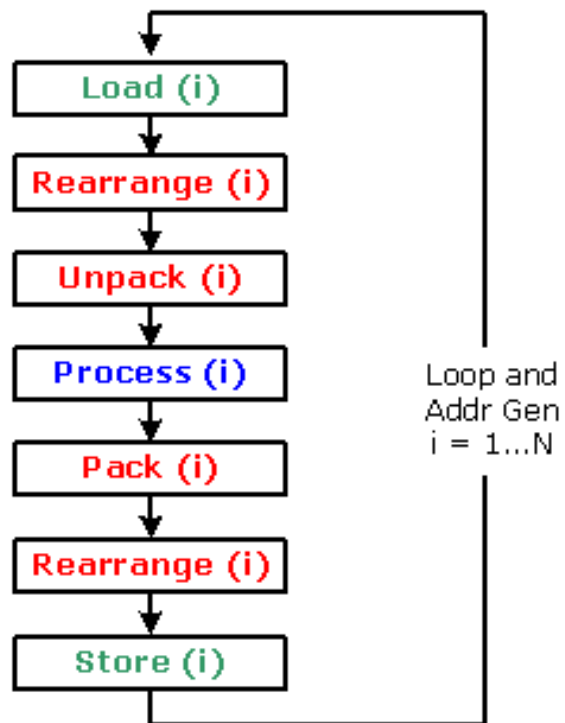 Load (i)
Rearrange (i)
Unpack (i)
Process (i)
Pack (i)
Rearrange (i)
Store (i)
Loop and
Addr Gen
i = 1...N